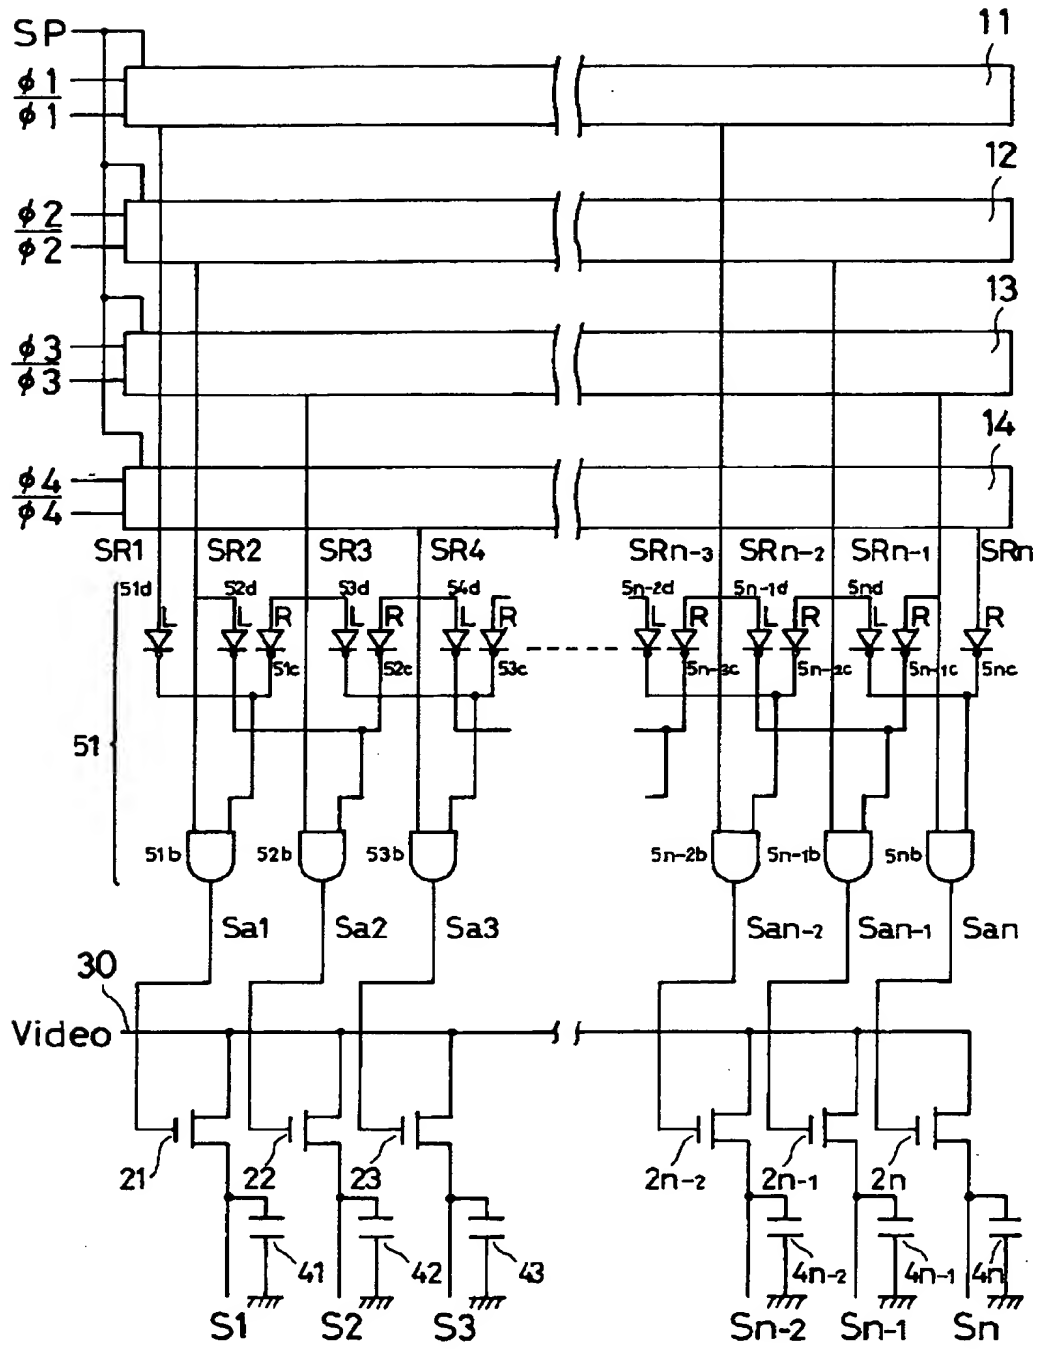 SP
11
ϕ1
ϕ1
12
ϕ2
ϕ2
13
ϕ3
ϕ3
14
ϕ4
ϕ4
SR1 SR2 SR3 SR4 SRn-3 SRn-2 SRn-1 SRn
51d 52d 53d 54d 5n-2d 5n-1d 5nd
L L R L R L R L R L R L R R
51c 52c 53c 5n-3c 5n-2c 5n-1c 5nc
51
51b 52b 53b 5n-2b 5n-1b 5nb
Sa1 Sa2 Sa3 San-2 San-1 San
30
Video
21 22 23 2n-2 2n-1 2n
41 42 43 4n-2 4n-1 4n
S1 S2 S3 Sn-2 Sn-1 Sn